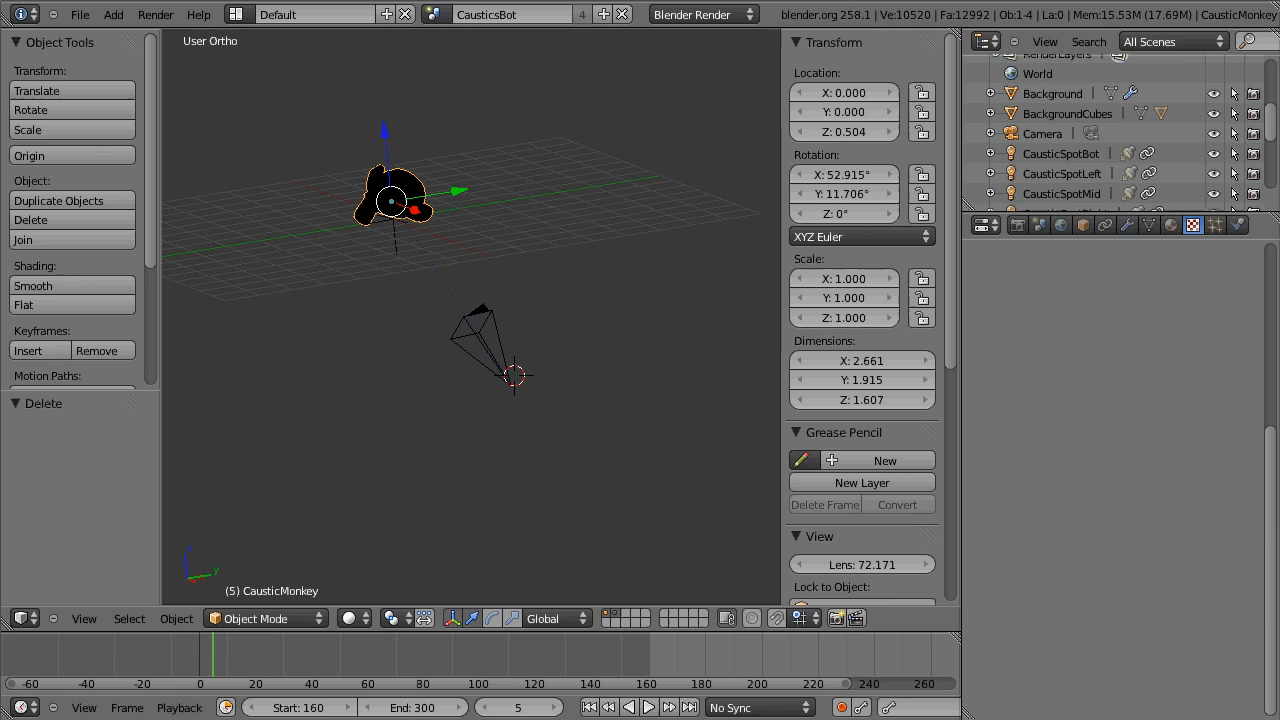 File Add Render Help Default CausticsBot 4 Blender Render blender.org 258.1 | Ve:10520 | Fa:12992 | Ob:1-4 | La:0 | Mem:15.53M (17.69M) | CausticMonkey
Object Tools
Transform:
Translate
Rotate
Scale
Origin
Object:
Duplicate Objects
Delete
Join
Shading:
Smooth
Flat
Keyframes:
Insert Remove
Motion Paths:
Delete
User Ortho
z
y
(5) CausticMonkey
Transform
Location:
X: 0.000
Y: 0.000
Z: 0.504
Rotation:
X: 52.915°
Y: 11.706°
Z: 0°
XYZ Euler
Scale:
X: 1.000
Y: 1.000
Z: 1.000
Dimensions:
X: 2.661
Y: 1.915
Z: 1.607
Grease Pencil
New
New Layer
Delete Frame Convert
View
Lens: 72.171
Lock to Object:
View Search All Scenes
RenderLayers
World
Background
BackgroundCubes
Camera
CausticSpotBot
CausticSpotLeft
CausticSpotMid
View Select Object Object Mode Global
-60 -40 -20 0 20 40 60 80 100 120 140 160 180 200 220 240 260
View Frame Playback Start: 160 End: 300 5 No Sync